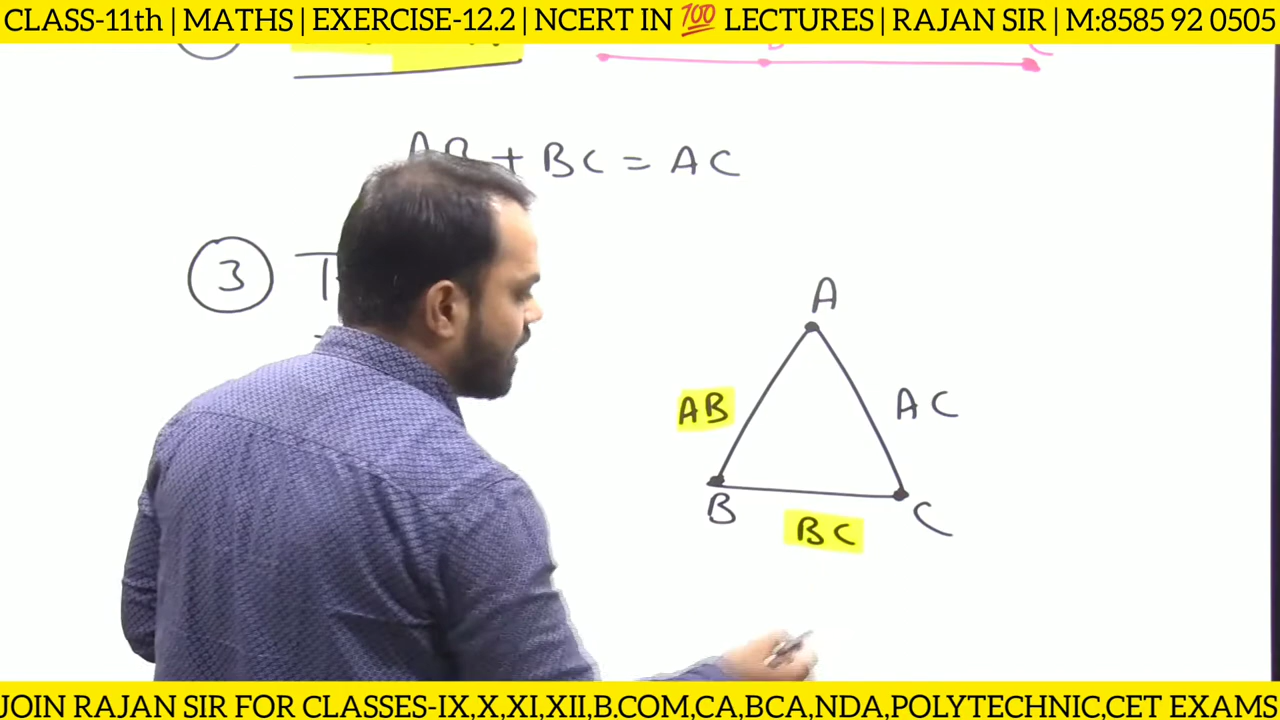 CLASS-11th | MATHS | EXERCISE-12.2 | NCERT IN 💯 LECTURES | RAJAN SIR | M:8585 92 0505
AB + BC = AC
3
A
AB
AC
B
C
BC
JOIN RAJAN SIR FOR CLASSES-IX,X,XI,XII,B.COM,CA,BCA,NDA,POLYTECHNIC,CET EXAMS